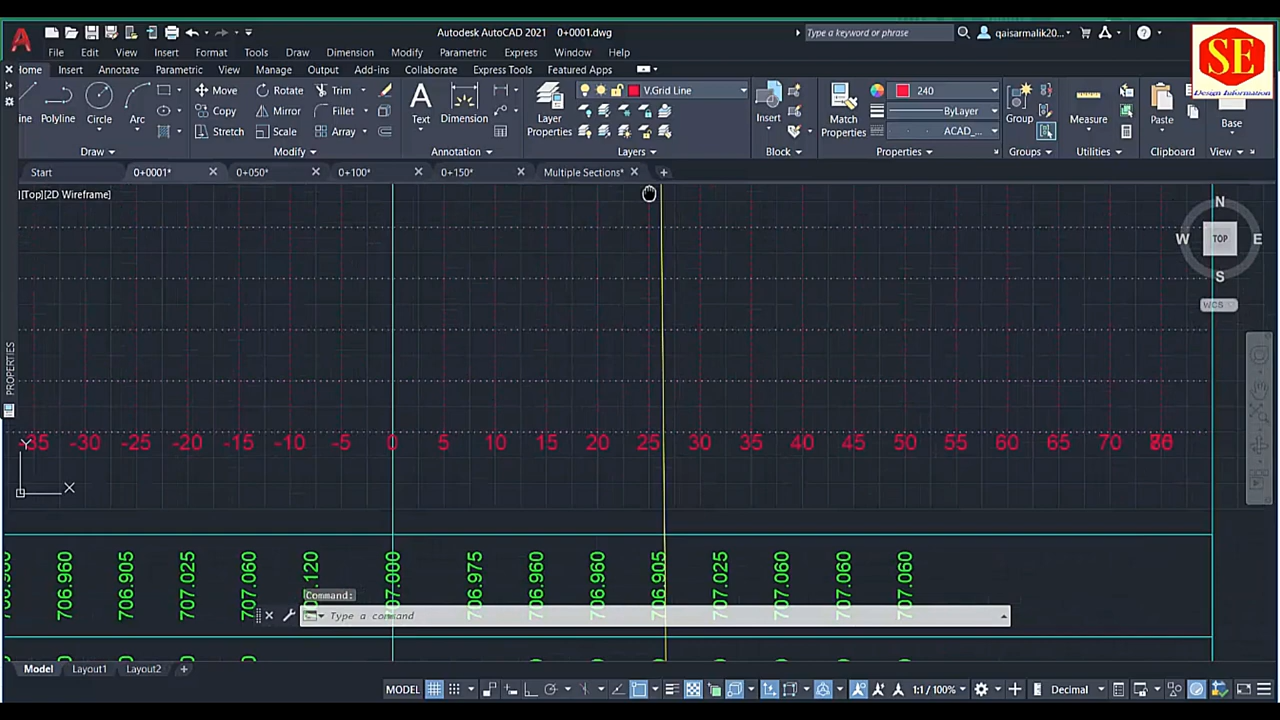 Autodesk AutoCAD 2021 0+0001.dwg
Type a keyword or phrase
qaisarmalik20...
SE
Design Information
File Edit View Insert Format Tools Draw Dimension Modify Parametric Express Window Help
Home Insert Annotate Parametric View Manage Output Add-ins Collaborate Express Tools Featured Apps
Line Polyline Circle Arc
Move Rotate Trim
Copy Mirror Fillet
Stretch Scale Array
Text Dimension
Layer Properties
V.Grid Line
Insert
Match Properties
240
ByLayer
ACAD_...
Group
Measure
Paste
Base
Draw Modify Annotation Layers Block Properties Groups Utilities Clipboard View
Start 0+0001* 0+050* 0+100* 0+150* Multiple Sections*
[Top][2D Wireframe]
N
W TOP E
S
WCS
PROPERTIES
-35 -30 -25 -20 -15 -10 -5 0 5 10 15 20 25 30 35 40 45 50 55 60 65 70
Y
X
706.960 706.905 707.025 707.060 707.000 706.975 706.960 706.960 706.905 707.025 707.060 707.060 707.060
Command:
Type a command
Model Layout1 Layout2
MODEL 1:1 / 100% Decimal